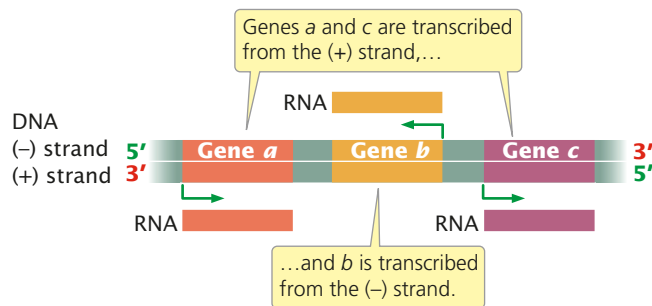 Genes a and c are transcribed
from the (+) strand,…
RNA
DNA
(–) strand 5′ Gene a Gene b Gene c 3′
(+) strand 3′ 5′
RNA RNA
…and b is transcribed
from the (–) strand.